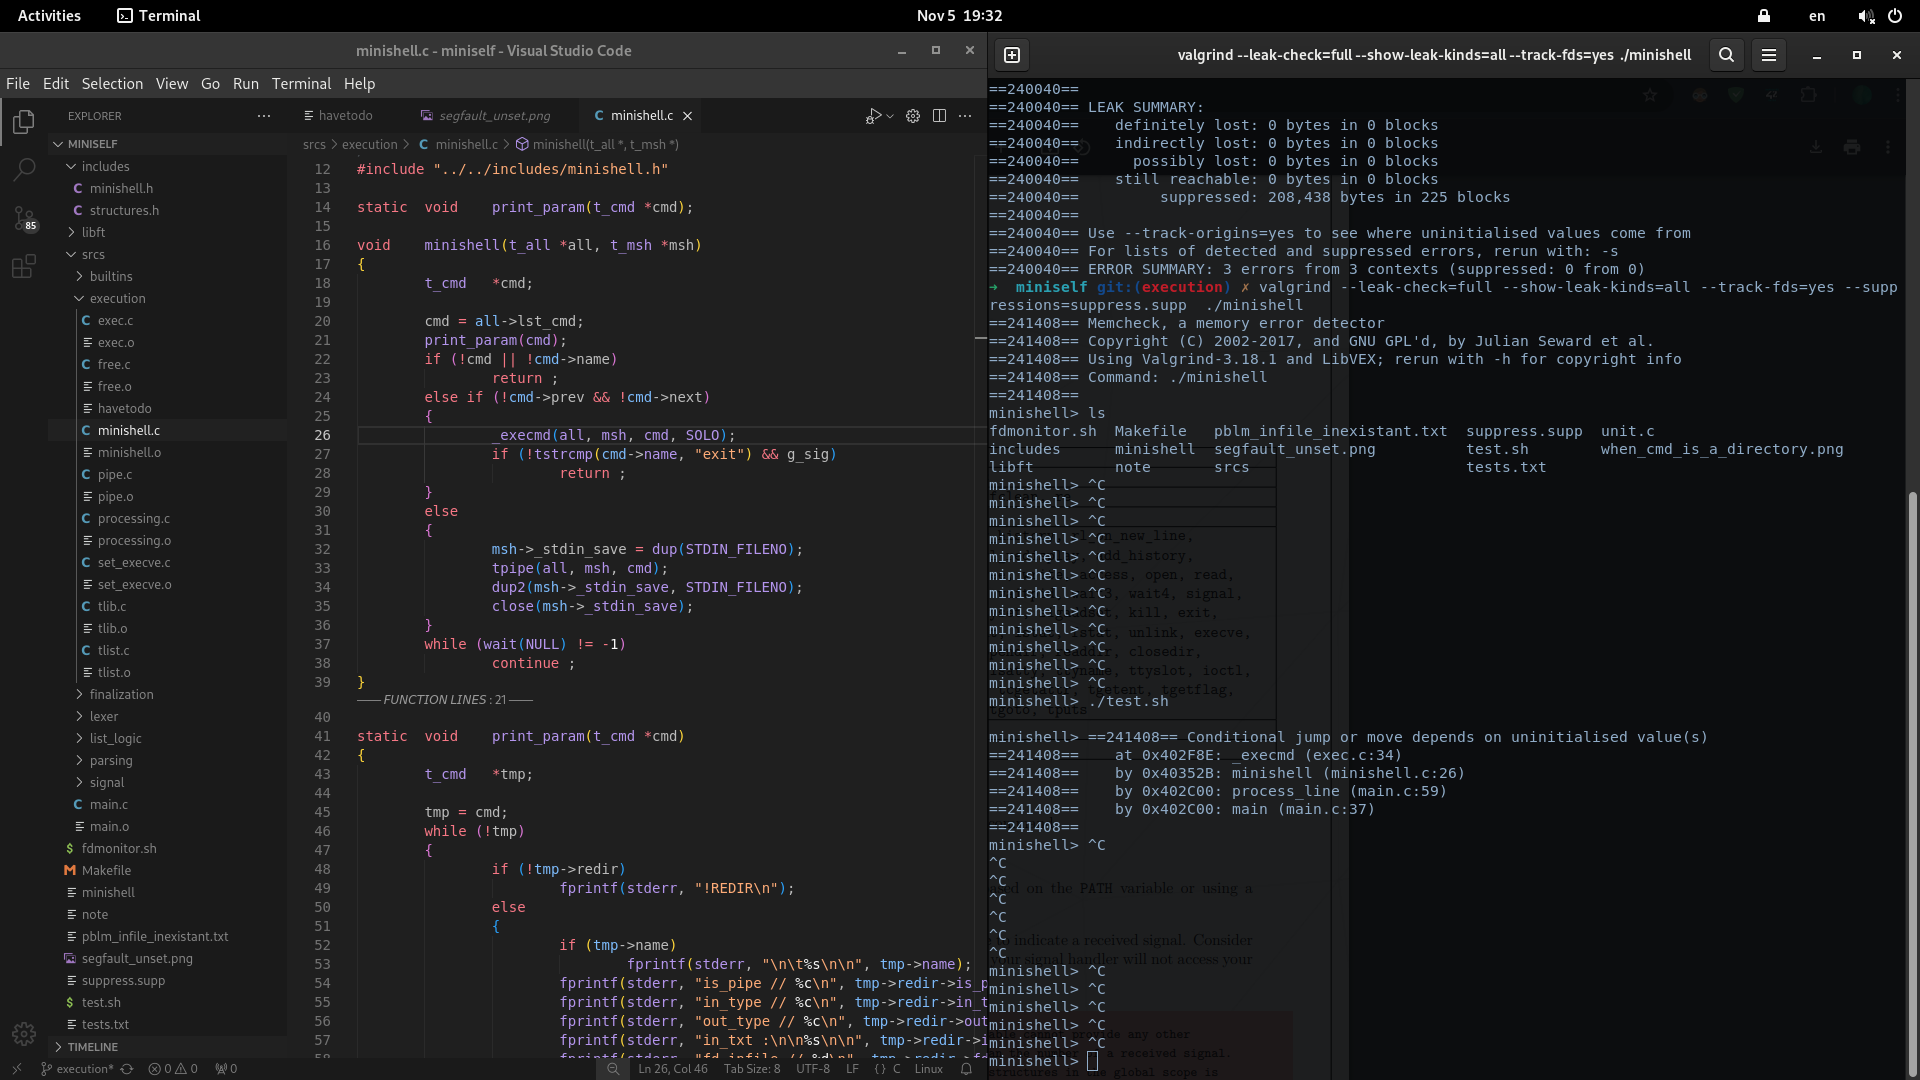 Activities
Terminal
Nov 5 19:32
en
minishell.c - miniself - Visual Studio Code
File Edit Selection View Go Run Terminal Help
EXPLORER
MINISELF
includes
C minishell.h
C structures.h
libft
srcs
builtins
execution
C exec.c
exec.o
C free.c
free.o
havetodo
C minishell.c
minishell.o
C pipe.c
pipe.o
C processing.c
processing.o
C set_execve.c
set_execve.o
C tlib.c
tlib.o
C tlist.c
tlist.o
finalization
lexer
list_logic
parsing
signal
C main.c
main.o
$ fdmonitor.sh
M Makefile
minishell
note
pblm_infile_inexistant.txt
segfault_unset.png
suppress.supp
$ test.sh
tests.txt
TIMELINE
85
havetodo
segfault_unset.png
C minishell.c
srcs > execution > C minishell.c > minishell(t_all *, t_msh *)
12 #include "../../includes/minishell.h"
13
14 static void print_param(t_cmd *cmd);
15
16 void minishell(t_all *all, t_msh *msh)
17 {
18 t_cmd *cmd;
19
20 cmd = all->lst_cmd;
21 print_param(cmd);
22 if (!cmd || !cmd->name)
23 return ;
24 else if (!cmd->prev && !cmd->next)
25 {
26 _execmd(all, msh, cmd, SOLO);
27 if (!tstrcmp(cmd->name, "exit") && g_sig)
28 return ;
29 }
30 else
31 {
32 msh->_stdin_save = dup(STDIN_FILENO);
33 tpipe(all, msh, cmd);
34 dup2(msh->_stdin_save, STDIN_FILENO);
35 close(msh->_stdin_save);
36 }
37 while (wait(NULL) != -1)
38 continue ;
39 }
—— FUNCTION LINES : 21 ——
40
41 static void print_param(t_cmd *cmd)
42 {
43 t_cmd *tmp;
44
45 tmp = cmd;
46 while (!tmp)
47 {
48 if (!tmp->redir)
49 fprintf(stderr, "!REDIR\n");
50 else
51 {
52 if (tmp->name)
53 fprintf(stderr, "\n\t%s\n\n", tmp->name);
54 fprintf(stderr, "is_pipe // %c\n", tmp->redir->is_p
55 fprintf(stderr, "in_type // %c\n", tmp->redir->in_t
56 fprintf(stderr, "out_type // %c\n", tmp->redir->out
57 fprintf(stderr, "in_txt :\n\n%s\n\n", tmp->redir->i
execution* 0 0 0
Ln 26, Col 46 Tab Size: 8 UTF-8 LF {} C Linux
valgrind --leak-check=full --show-leak-kinds=all --track-fds=yes ./minishell
==240040==
==240040== LEAK SUMMARY:
==240040== definitely lost: 0 bytes in 0 blocks
==240040== indirectly lost: 0 bytes in 0 blocks
==240040== possibly lost: 0 bytes in 0 blocks
==240040== still reachable: 0 bytes in 0 blocks
==240040== suppressed: 208,438 bytes in 225 blocks
==240040==
==240040== Use --track-origins=yes to see where uninitialised values come from
==240040== For lists of detected and suppressed errors, rerun with: -s
==240040== ERROR SUMMARY: 3 errors from 3 contexts (suppressed: 0 from 0)
→ miniself git:(execution) ✗ valgrind --leak-check=full --show-leak-kinds=all --track-fds=yes --supp
ressions=suppress.supp ./minishell
==241408== Memcheck, a memory error detector
==241408== Copyright (C) 2002-2017, and GNU GPL'd, by Julian Seward et al.
==241408== Using Valgrind-3.18.1 and LibVEX; rerun with -h for copyright info
==241408== Command: ./minishell
==241408==
minishell> ls
fdmonitor.sh Makefile pblm_infile_inexistant.txt suppress.supp unit.c
includes minishell segfault_unset.png test.sh when_cmd_is_a_directory.png
libft note srcs tests.txt
minishell> ^C
minishell> ^C
minishell> ^C
minishell> ^C
minishell> ^C
minishell> ^C
minishell> ^C
minishell> ^C
minishell> ^C
minishell> ^C
minishell> ^C
minishell> ^C
minishell> ./test.sh
minishell> ==241408== Conditional jump or move depends on uninitialised value(s)
==241408== at 0x402F8E: _execmd (exec.c:34)
==241408== by 0x40352B: minishell (minishell.c:26)
==241408== by 0x402C00: process_line (main.c:59)
==241408== by 0x402C00: main (main.c:37)
==241408==
minishell> ^C
^C
^C
^C
^C
^C
^C
minishell> ^C
minishell> ^C
minishell> ^C
minishell> ^C
minishell> ^C
minishell>